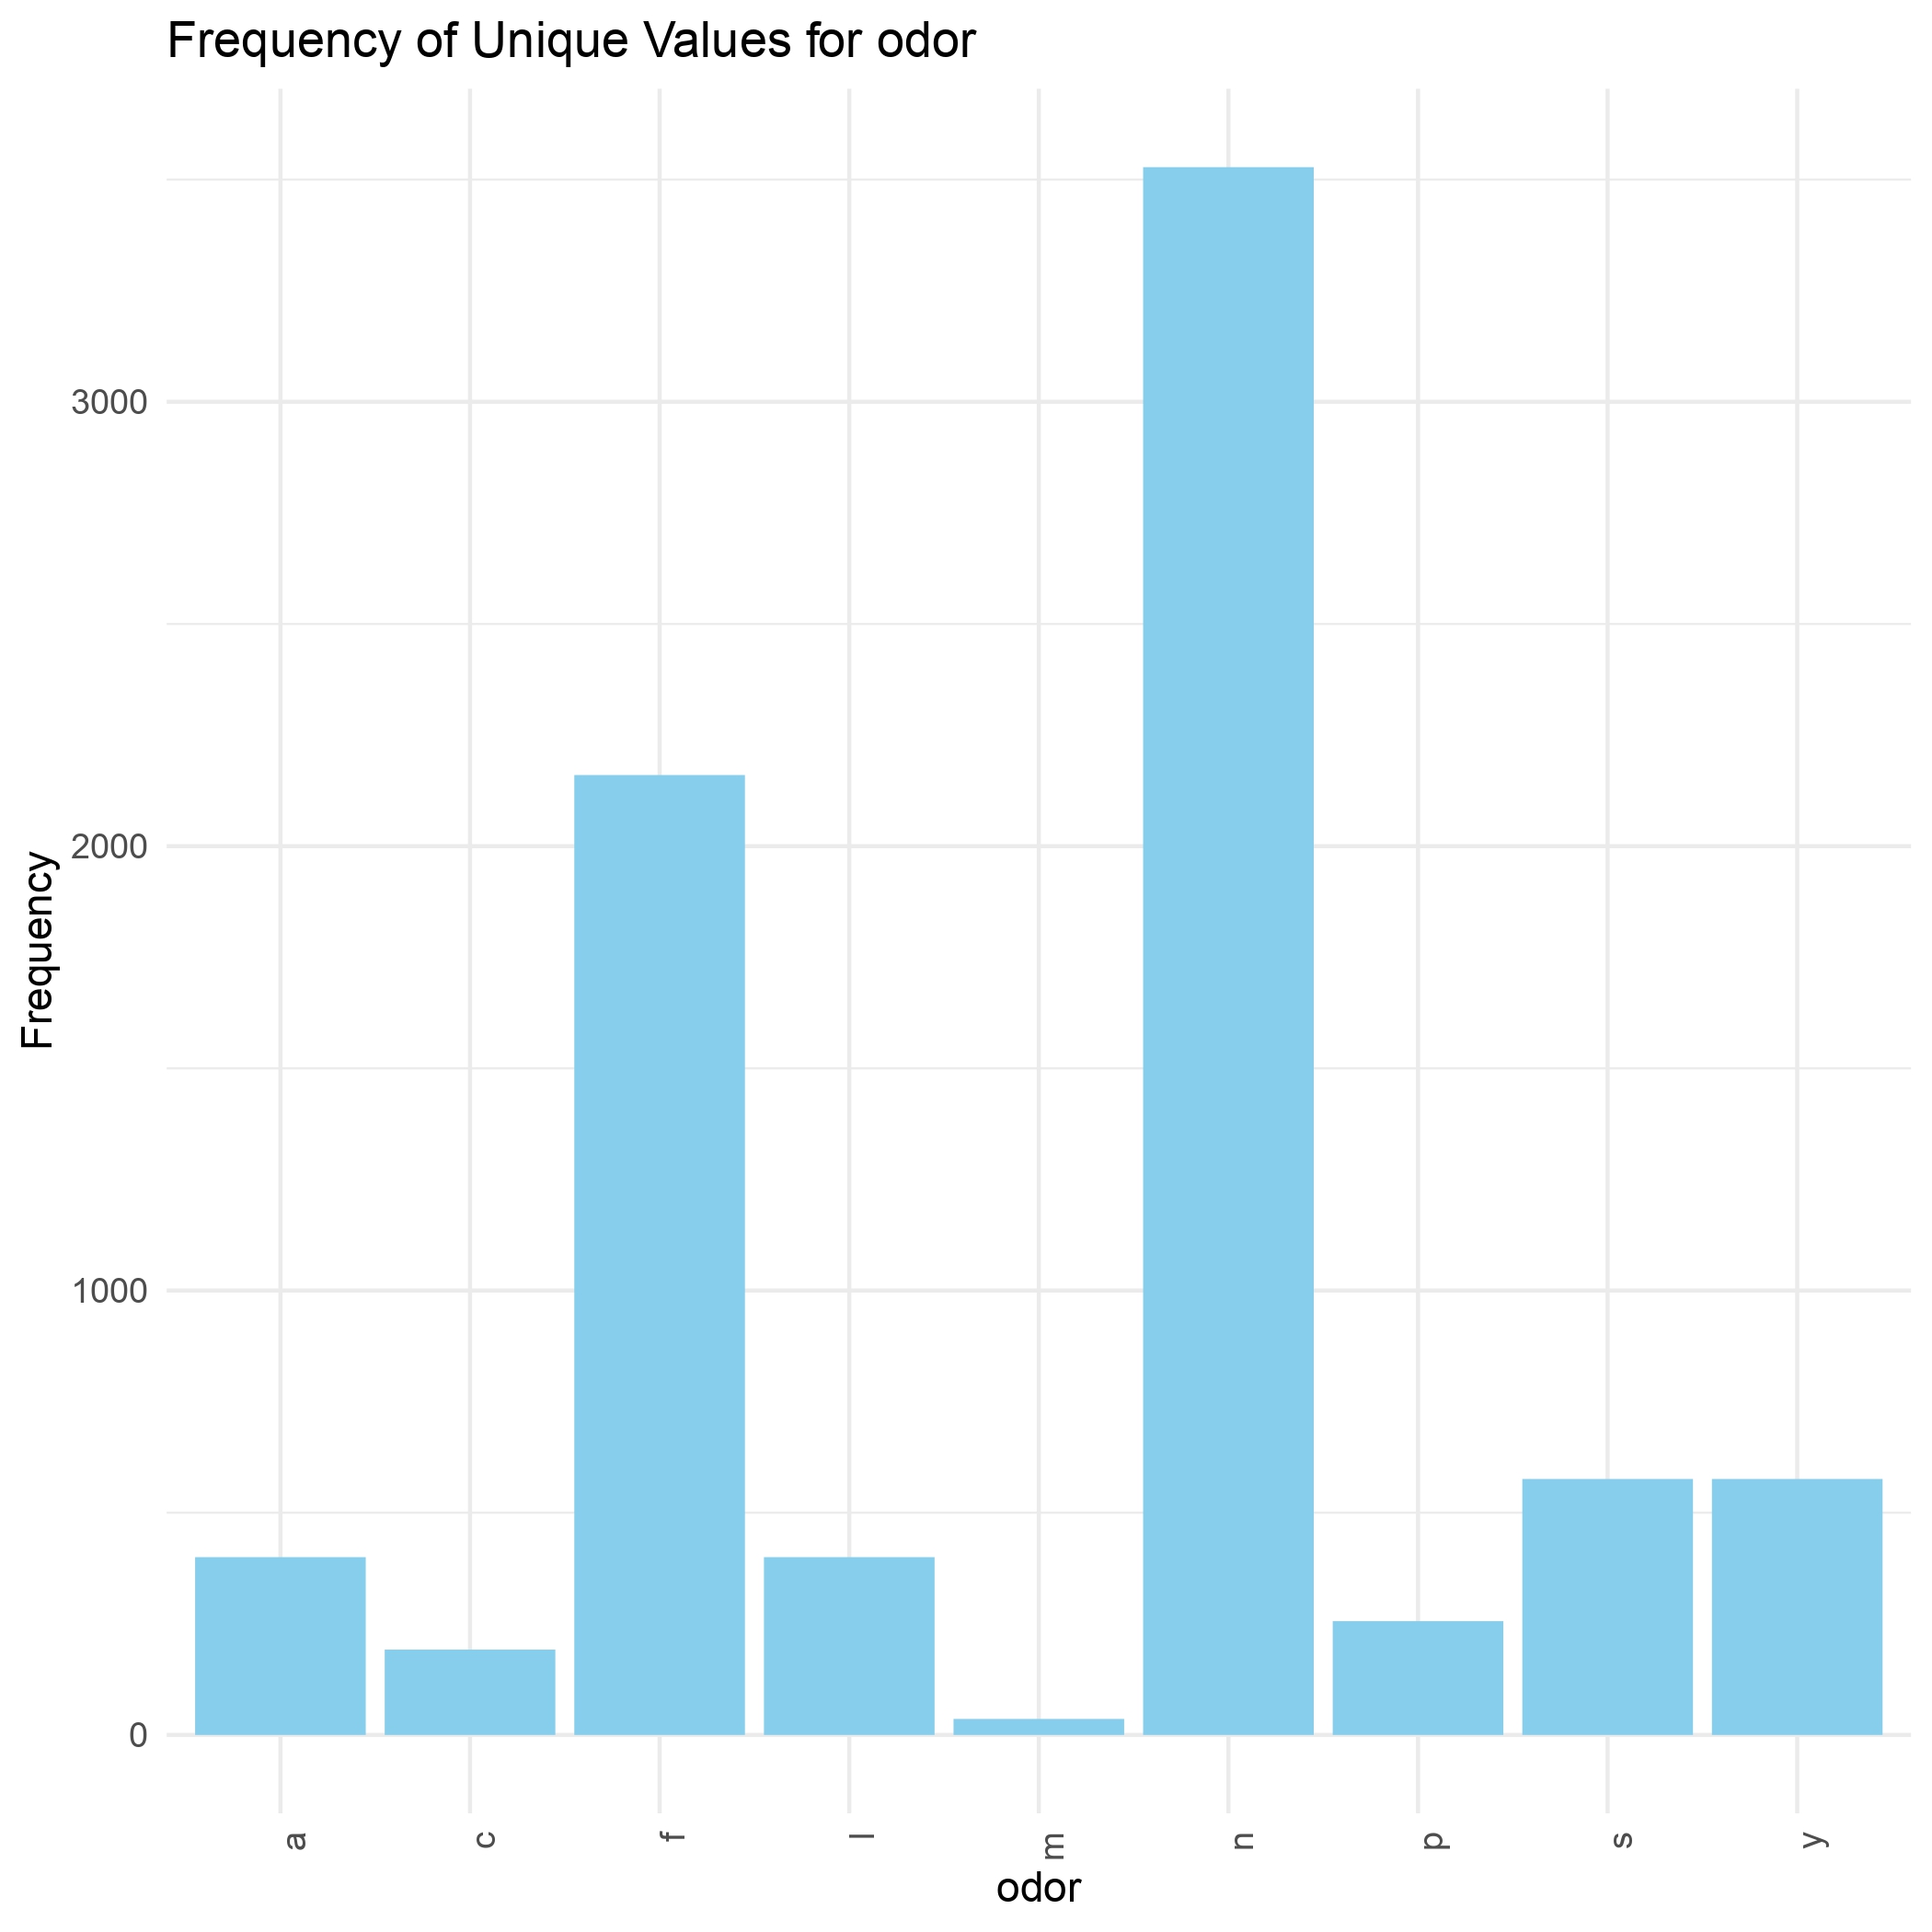 Frequency of Unique Values for odor
Frequency
3000
2000
1000
0
a c f l m n p s y
odor